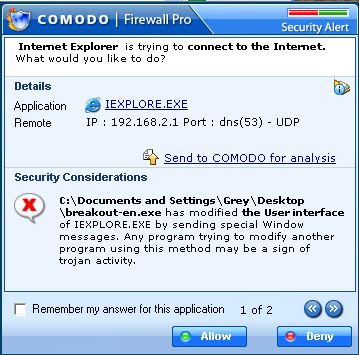 COMODO Firewall Pro
Security Alert
Internet Explorer is trying to connect to the Internet.
What would you like to do?
Details
Application IEXPLORE.EXE
Remote IP : 192.168.2.1 Port : dns(53) - UDP
Send to COMODO for analysis
Security Considerations
C:\Documents and Settings\Grey\Desktop
\breakout-en.exe has modified the User interface
of IEXPLORE.EXE by sending special Window
messages. Any program trying to modify another
program using this method may be a sign of
trojan activity.
Remember my answer for this application 1 of 2
Allow Deny